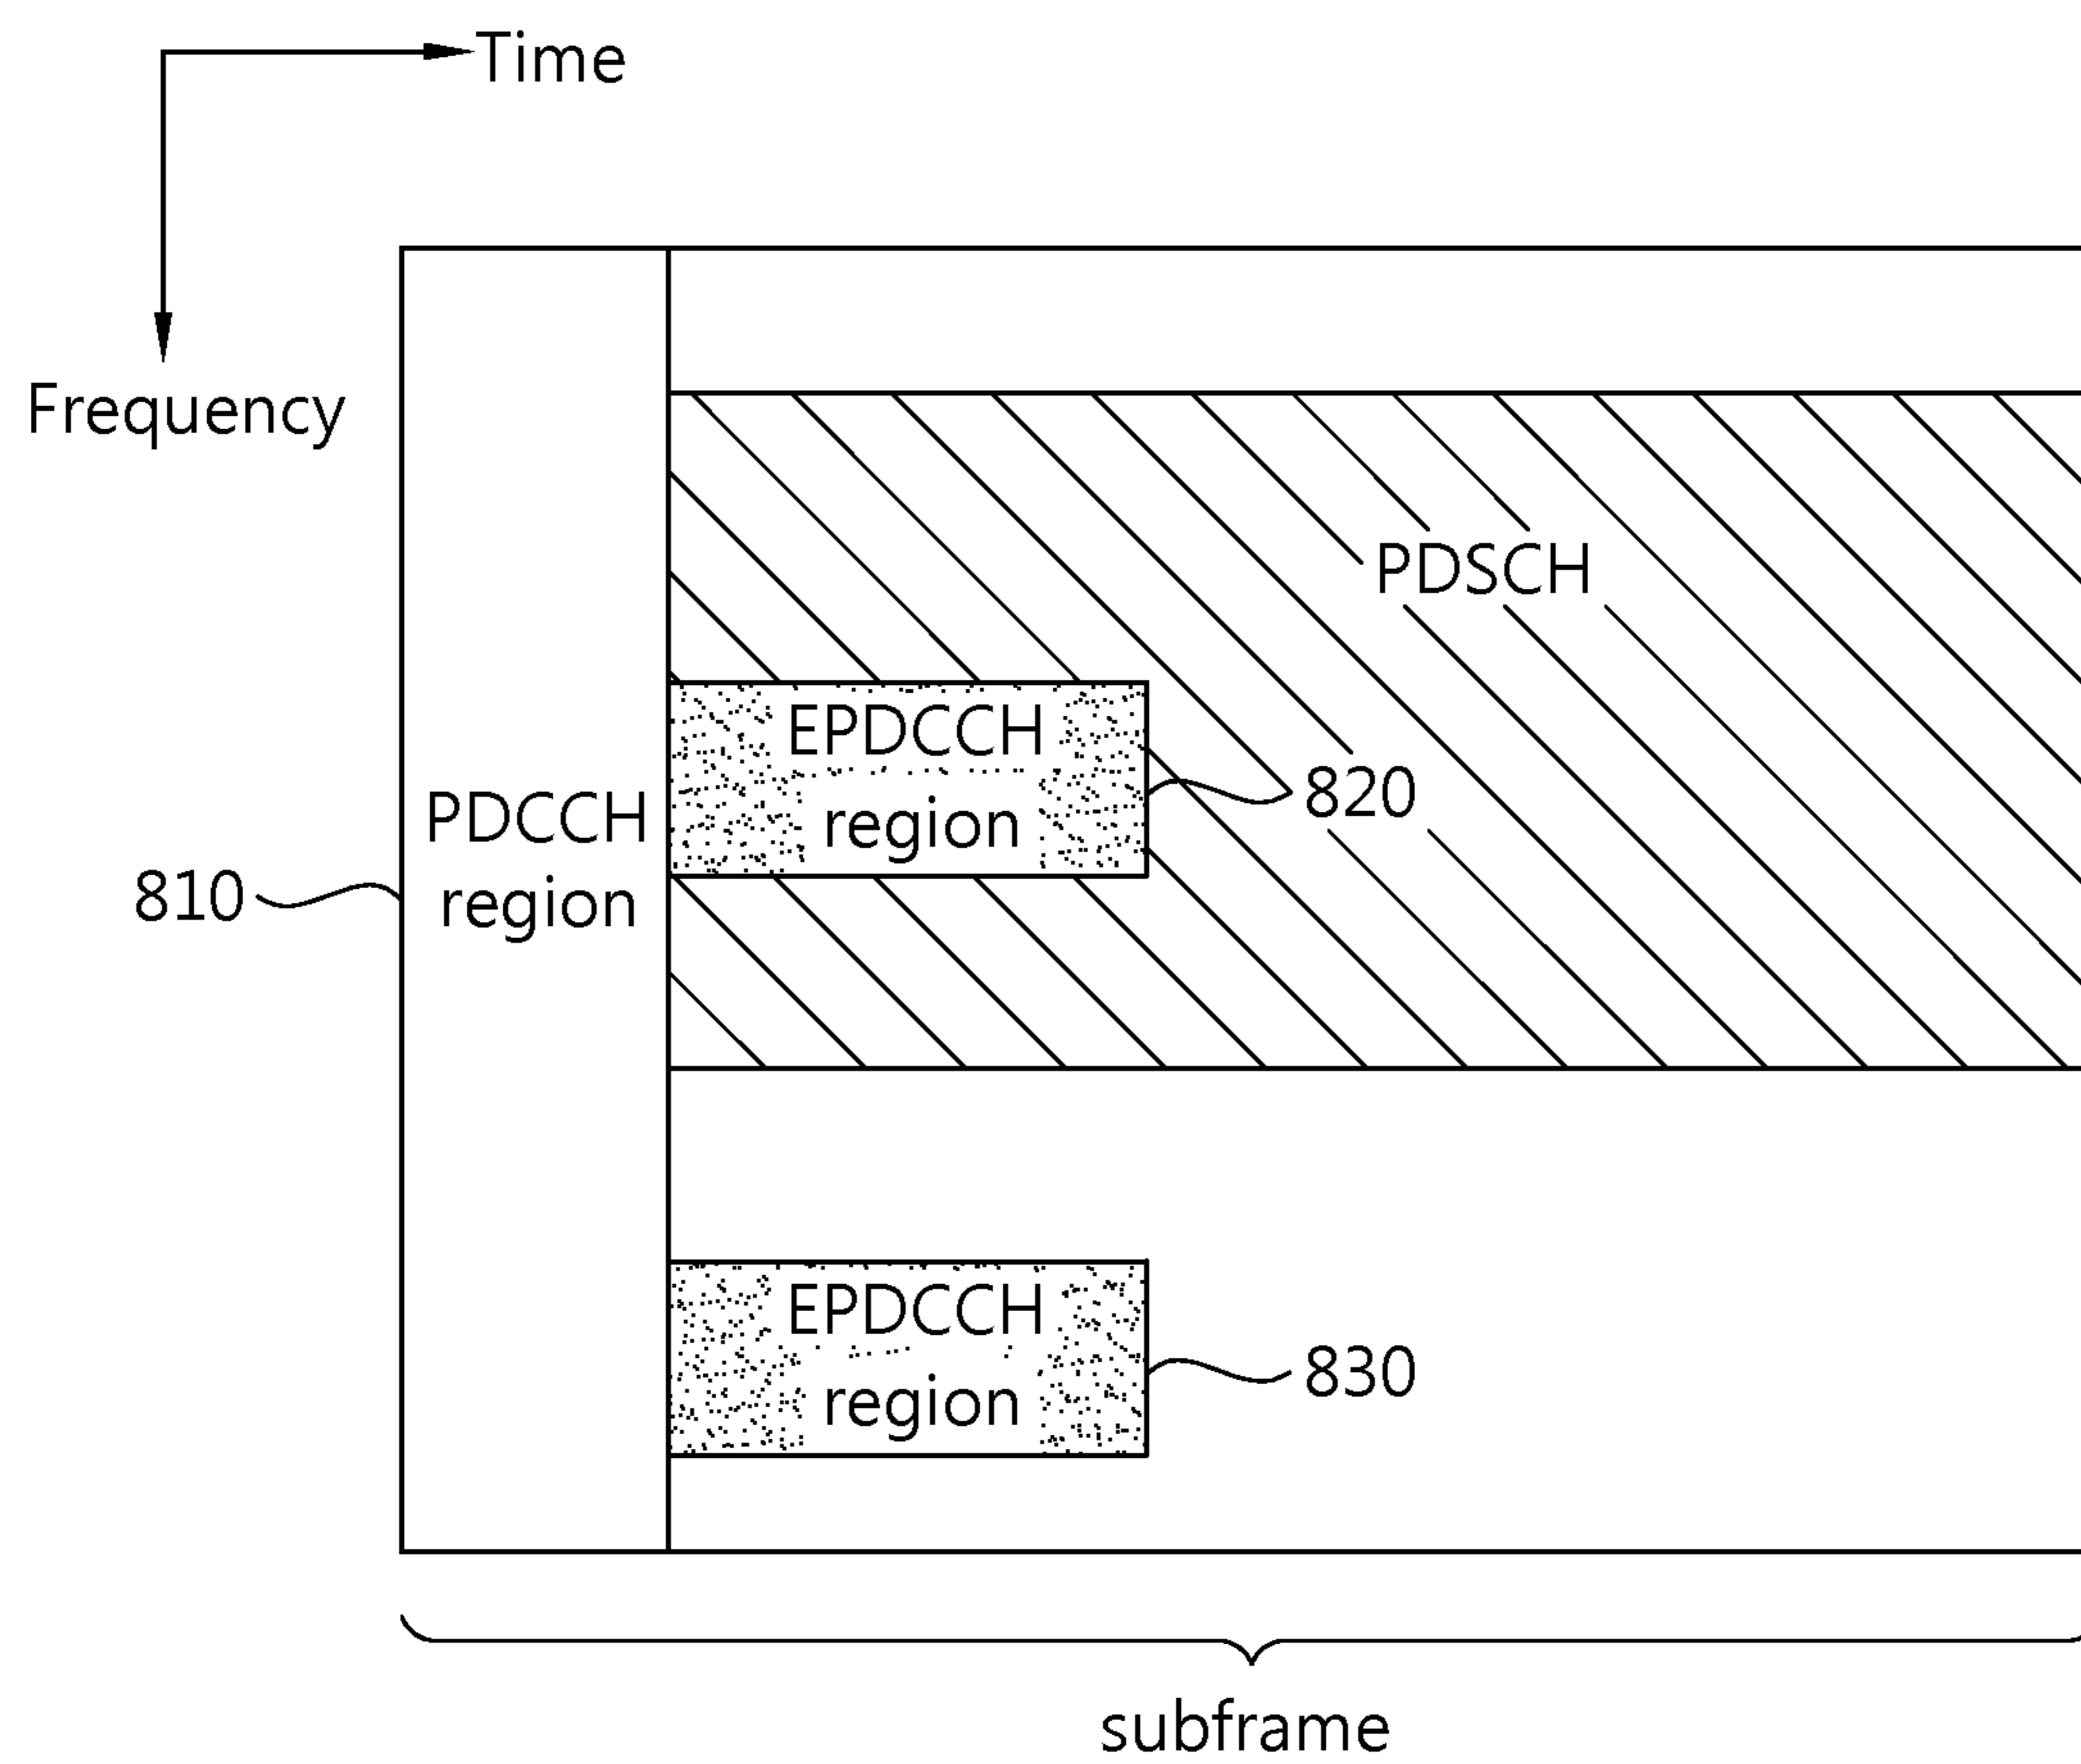 Time
Frequency
PDSCH
EPDCCH
region
820
PDCCH
region
810
EPDCCH
region
830
subframe